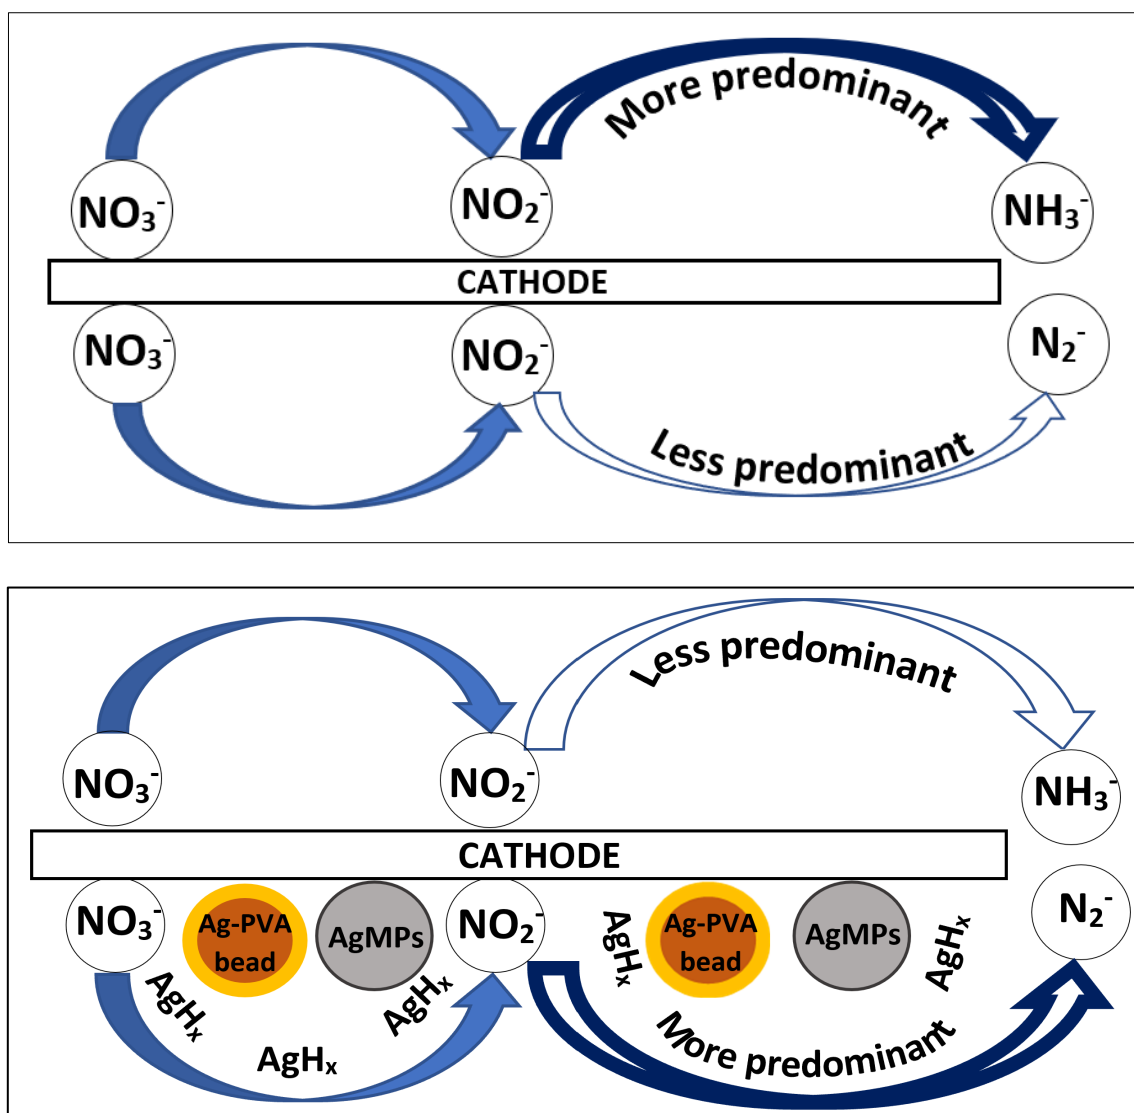 More predominant
NO₃⁻
NO₂⁻
NH₃⁻
CATHODE
NO₃⁻
NO₂⁻
N₂⁻
Less predominant
Less predominant
NO₃⁻
NO₂⁻
NH₃⁻
CATHODE
NO₃⁻
Ag-PVA
bead
AgMPs
NO₂⁻
AgHₓ
Ag-PVA
bead
AgMPs
AgHₓ
N₂⁻
AgHₓ
AgHₓ
AgHₓ
More predominant